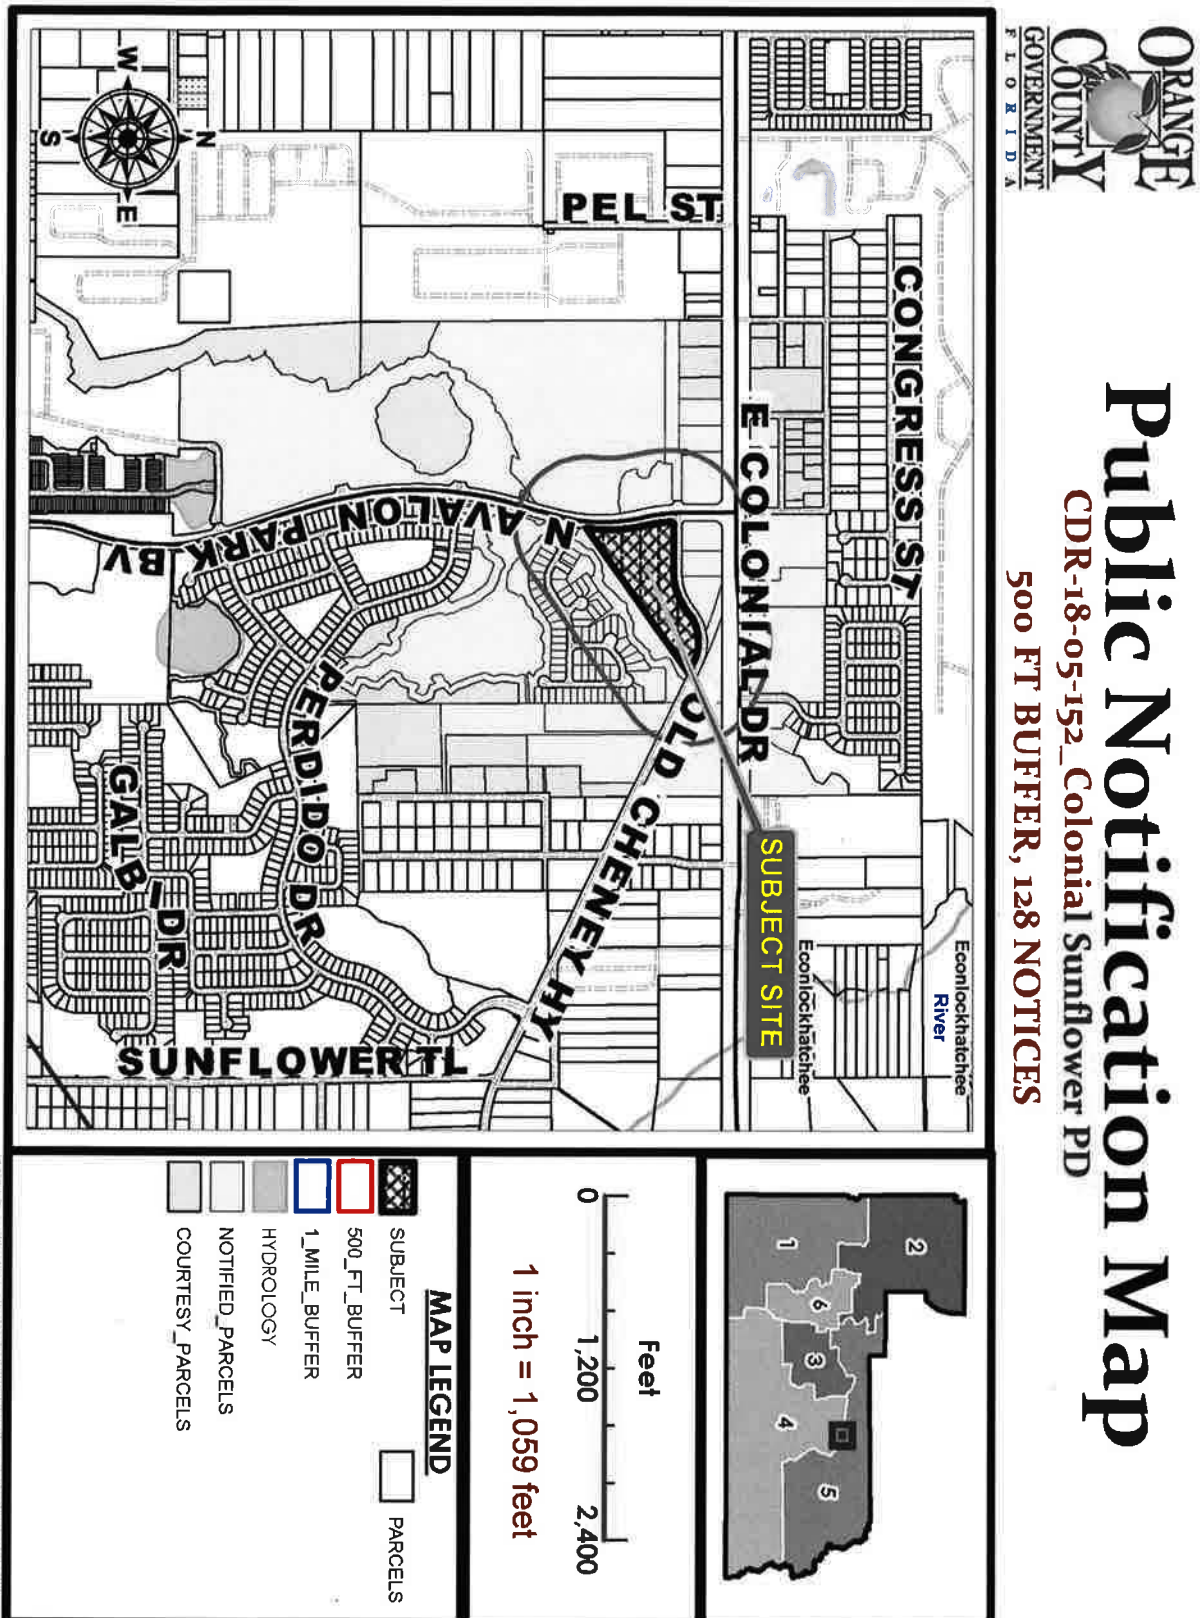 ORANGE
COUNTY
GOVERNMENT
FLORIDA
Public Notification Map
CDR-18-05-152_Colonial Sunflower PD
500 FT BUFFER, 128 NOTICES
Econlockhatchee
River
CONGRESS ST
Econlockhatchee
E COLONIAL DR
SUBJECT SITE
PEL ST
OLD CHENEY HY
N AVALON PARK BV
PERDIDO DR
GALBI DR
SUNFLOWER TL
N
W
E
S
2
1
6
3
4
5
Feet
0
1,200
2,400
1 inch = 1,059 feet
MAP LEGEND
SUBJECT
PARCELS
500_FT_BUFFER
1_MILE_BUFFER
HYDROLOGY
NOTIFIED_PARCELS
COURTESY_PARCELS